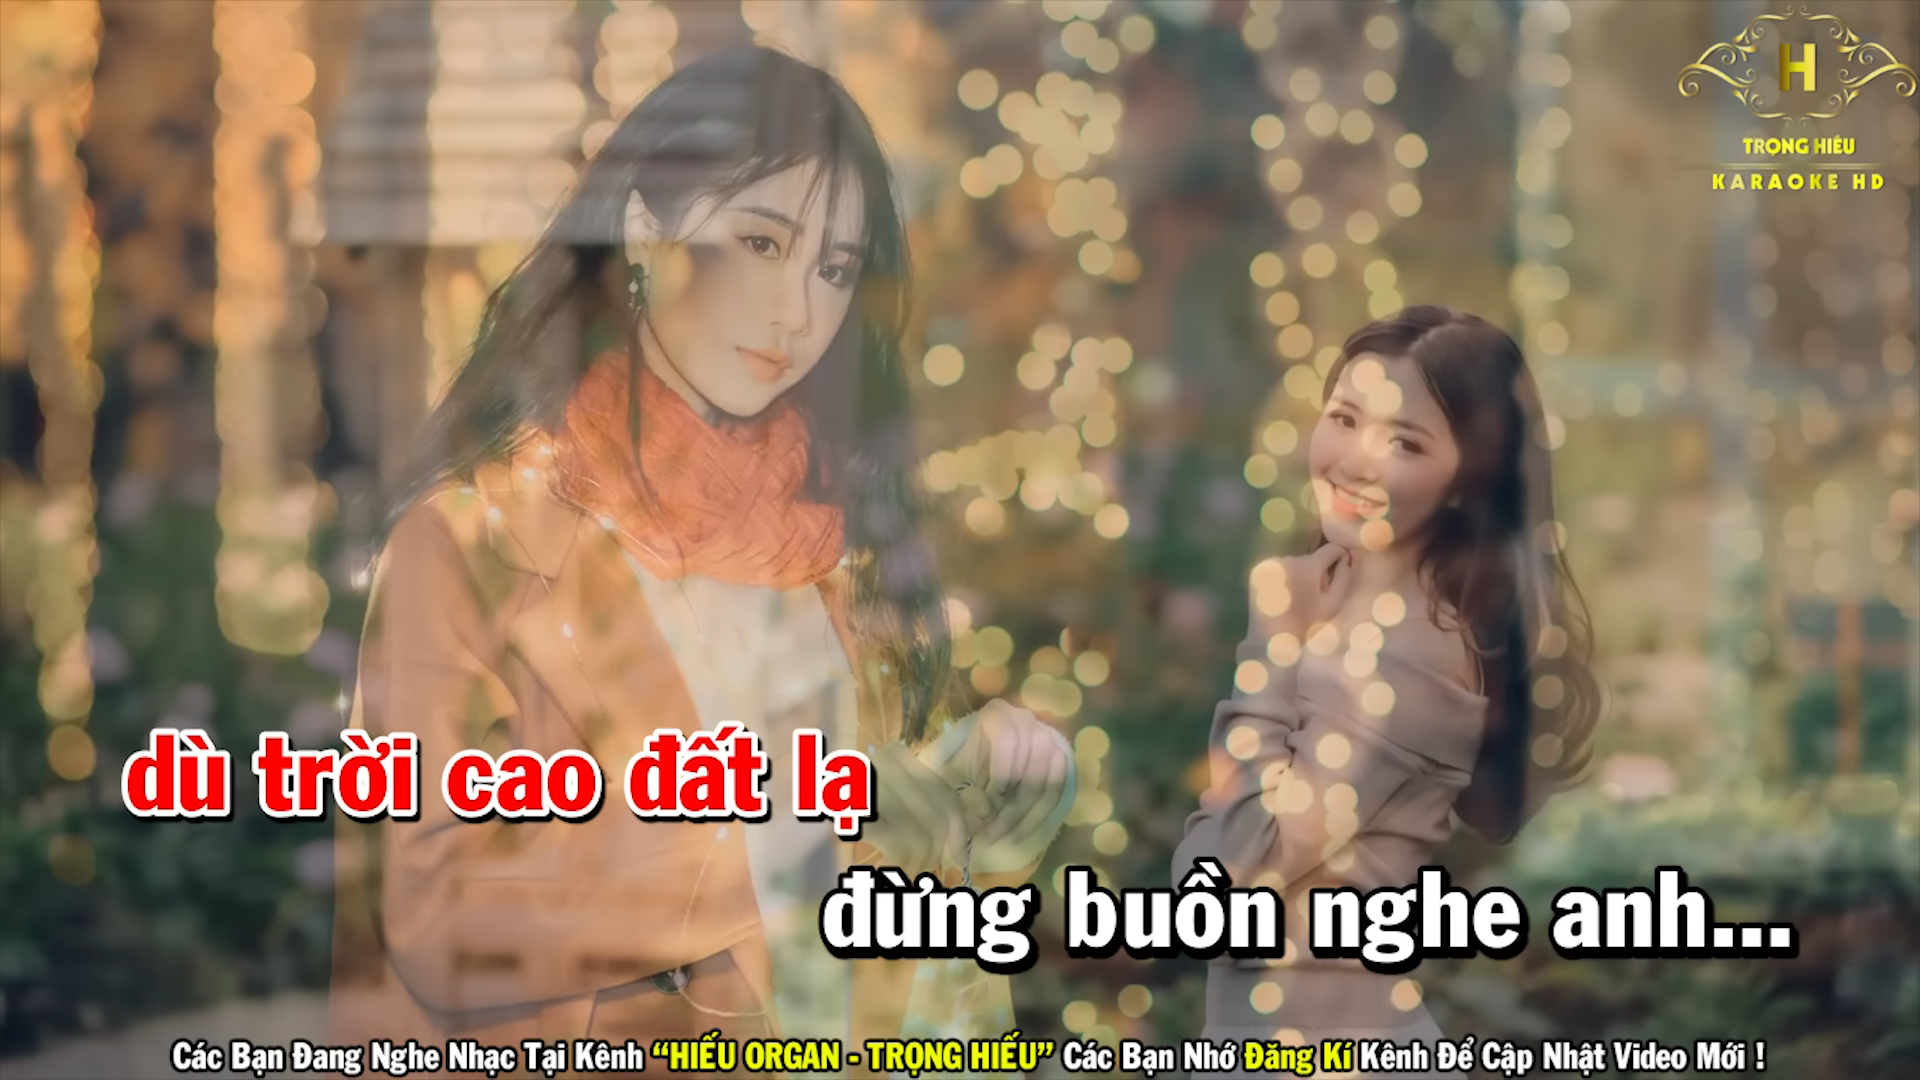 H
TRỌNG HIẾU
KARAOKE HD
dù trời cao đất lạ
đừng buồn nghe anh...
Các Bạn Đang Nghe Nhạc Tại Kênh “HIẾU ORGAN - TRỌNG HIẾU” Các Bạn Nhớ Đăng Kí Kênh Để Cập Nhật Video Mới !